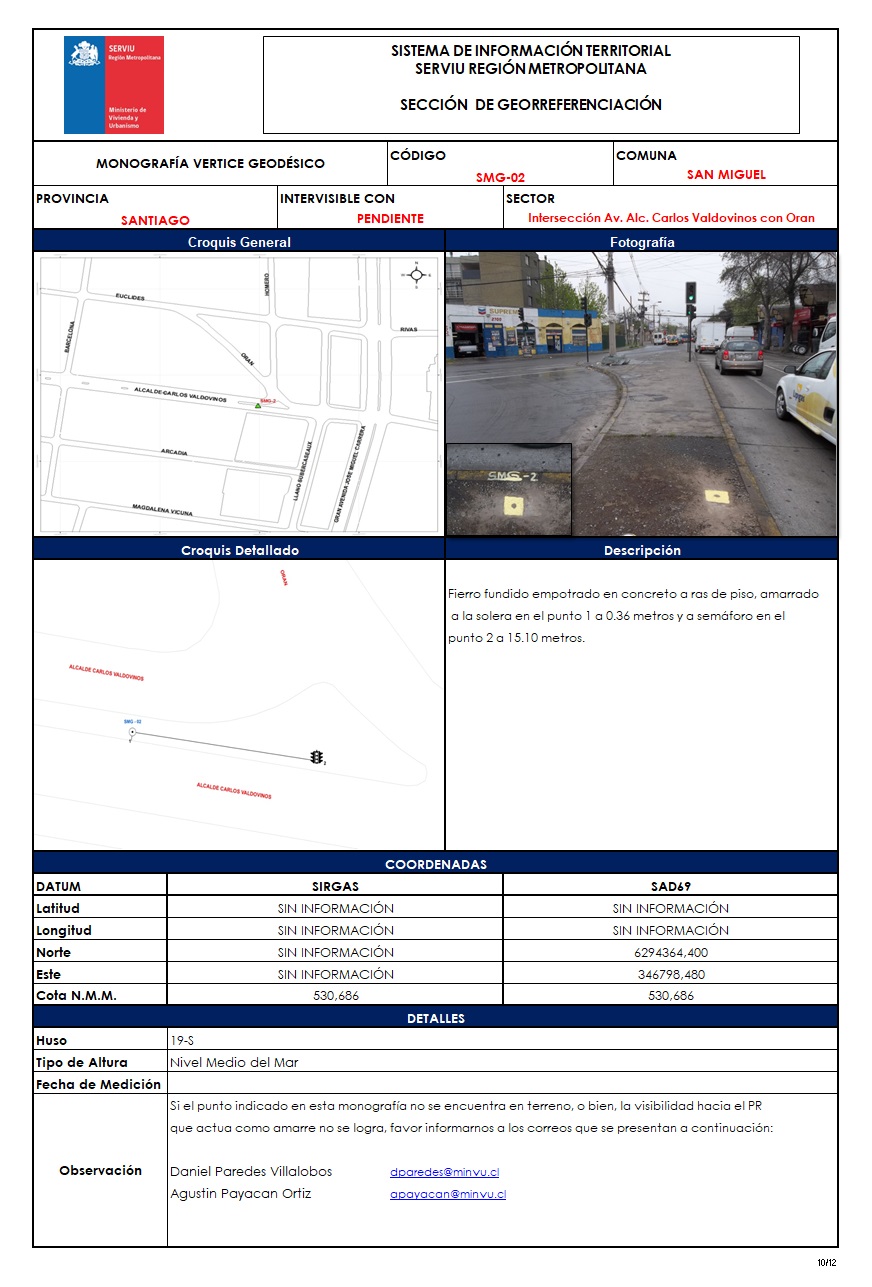 SERVIU
Región Metropolitana
Ministerio de
Vivienda y
Urbanismo
SISTEMA DE INFORMACIÓN TERRITORIAL
SERVIU REGIÓN METROPOLITANA
SECCIÓN DE GEORREFERENCIACIÓN
MONOGRAFÍA VERTICE GEODÉSICO
CÓDIGO
SMG-02
COMUNA
SAN MIGUEL
PROVINCIA
SANTIAGO
INTERVISIBLE CON
PENDIENTE
SECTOR
Intersección Av. Alc. Carlos Valdovinos con Oran
Croquis General
Fotografía
EUCLIDES
HOMERO
BARCELONA
RIVAS
ORAN
ALCALDE CARLOS VALDOVINOS
SMG-2
ARCADIA
LLANO SUBERCASEAUX
GRAN AVENIDA JOSE MIGUEL CARRERA
MAGDALENA VICUNA
SMG-2
Croquis Detallado
Descripción
ORAN
ALCALDE CARLOS VALDOVINOS
SMG - 02
1
2
ALCALDE CARLOS VALDOVINOS
Fierro fundido empotrado en concreto a ras de piso, amarrado
a la solera en el punto 1 a 0.36 metros y a semáforo en el
punto 2 a 15.10 metros.
COORDENADAS
DATUM SIRGAS SAD69
Latitud SIN INFORMACIÓN SIN INFORMACIÓN
Longitud SIN INFORMACIÓN SIN INFORMACIÓN
Norte SIN INFORMACIÓN 6294364,400
Este SIN INFORMACIÓN 346798,480
Cota N.M.M. 530,686 530,686
DETALLES
Huso 19-S
Tipo de Altura Nivel Medio del Mar
Fecha de Medición
Observación
Si el punto indicado en esta monografía no se encuentra en terreno, o bien, la visibilidad hacia el PR
que actua como amarre no se logra, favor informarnos a los correos que se presentan a continuación:
Daniel Paredes Villalobos dparedes@minvu.cl
Agustin Payacan Ortiz apayacan@minvu.cl
10/12